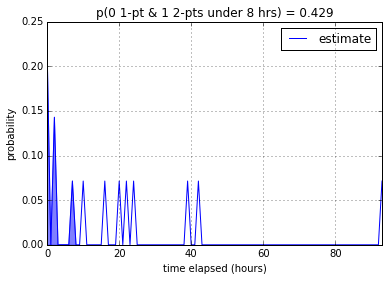 p(0 1-pt & 1 2-pts under 8 hrs) = 0.429
estimate
0.25
0.20
0.15
0.10
0.05
0.00
probability
0 20 40 60 80
time elapsed (hours)